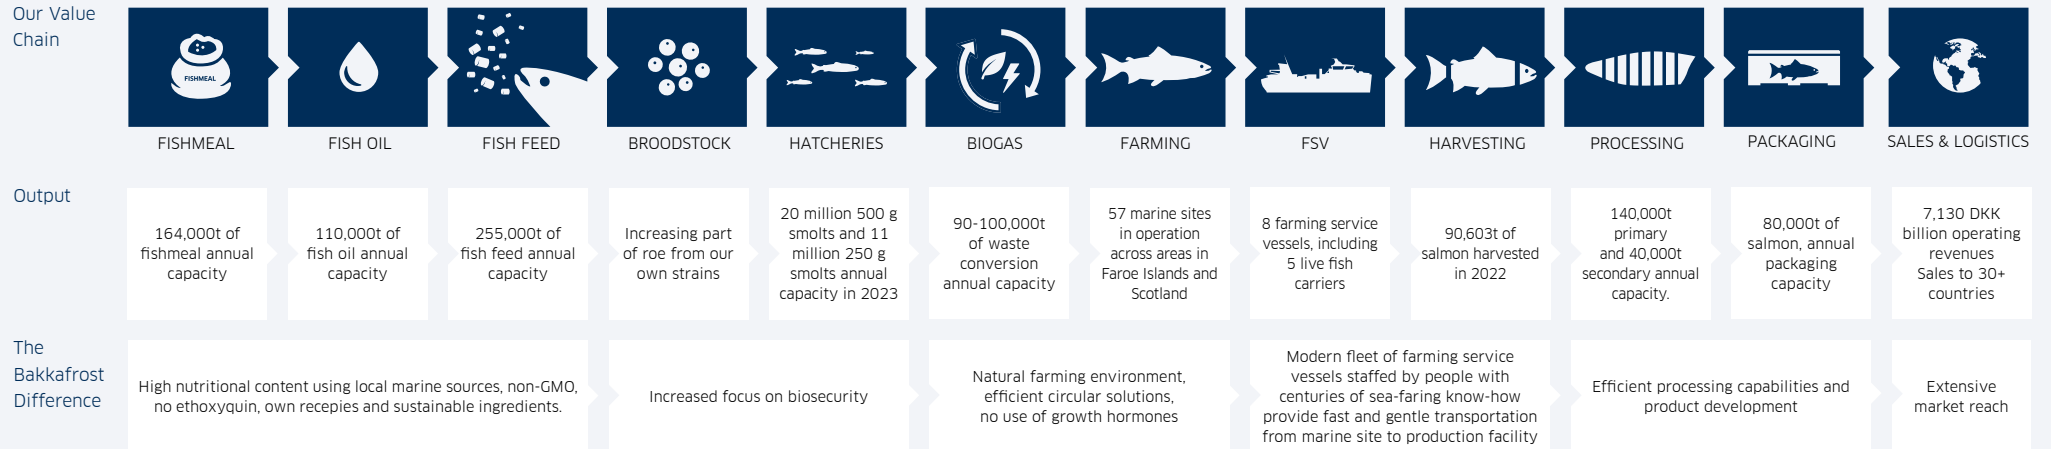 Our Value
Chain
FISHMEAL
FISHMEAL
FISH OIL
FISH FEED
BROODSTOCK
HATCHERIES
BIOGAS
FARMING
FSV
HARVESTING
PROCESSING
PACKAGING
SALES & LOGISTICS
Output
164,000t of
fishmeal annual
capacity
110,000t of
fish oil annual
capacity
255,000t of
fish feed annual
capacity
Increasing part
of roe from our
own strains
20 million 500 g
smolts and 11
million 250 g
smolts annual
capacity in 2023
90-100,000t
of waste
conversion
annual capacity
57 marine sites
in operation
across areas in
Faroe Islands and
Scotland
8 farming service
vessels, including
5 live fish
carriers
90,603t of
salmon harvested
in 2022
140,000t
primary
and 40,000t
secondary annual
capacity.
80,000t of
salmon, annual
packaging
capacity
7,130 DKK
billion operating
revenues
Sales to 30+
countries
The
Bakkafrost
Difference
High nutritional content using local marine sources, non-GMO,
no ethoxyquin, own recepies and sustainable ingredients.
Increased focus on biosecurity
Natural farming environment,
efficient circular solutions,
no use of growth hormones
Modern fleet of farming service
vessels staffed by people with
centuries of sea-faring know-how
provide fast and gentle transportation
from marine site to production facility
Efficient processing capabilities and
product development
Extensive
market reach